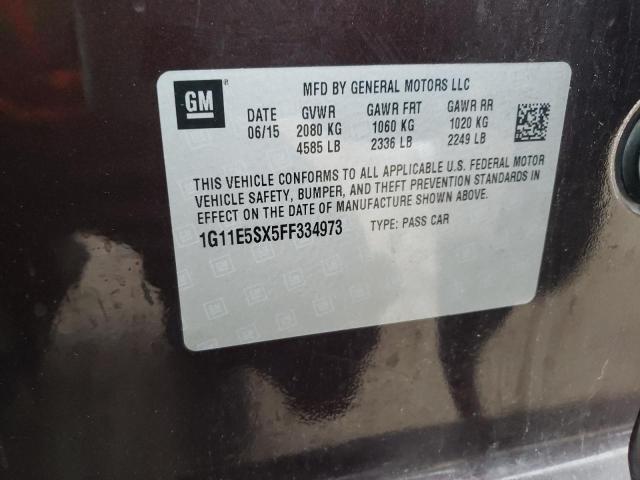 GM
®
MFD BY GENERAL MOTORS LLC
DATE GVWR GAWR FRT GAWR RR
06/15 2080 KG 1060 KG 1020 KG
4585 LB 2336 LB 2249 LB
THIS VEHICLE CONFORMS TO ALL APPLICABLE U.S. FEDERAL MOTOR
VEHICLE SAFETY, BUMPER, AND THEFT PREVENTION STANDARDS IN
EFFECT ON THE DATE OF MANUFACTURE SHOWN ABOVE.
1G11E5SX5FF334973 TYPE: PASS CAR